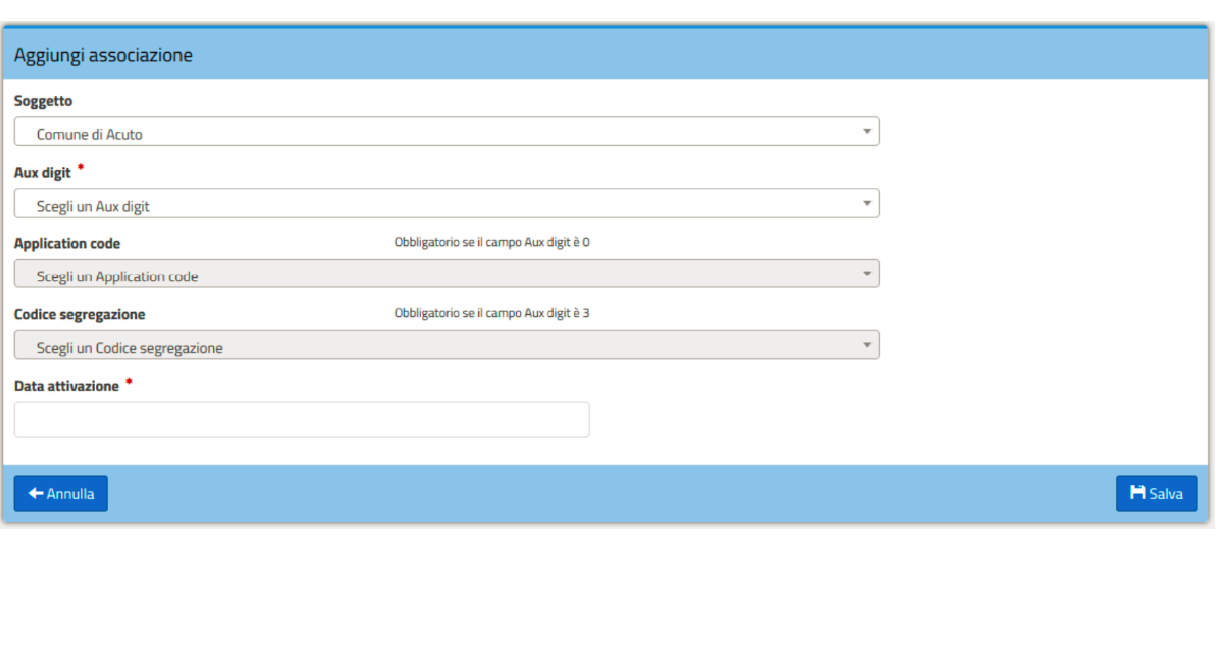 Aggiungi associazione
Soggetto
Comune di Acuto
Aux digit *
Scegli un Aux digit
Application code Obbligatorio se il campo Aux digit è 0
Scegli un Application code
Codice segregazione Obbligatorio se il campo Aux digit è 3
Scegli un Codice segregazione
Data attivazione *
Annulla Salva